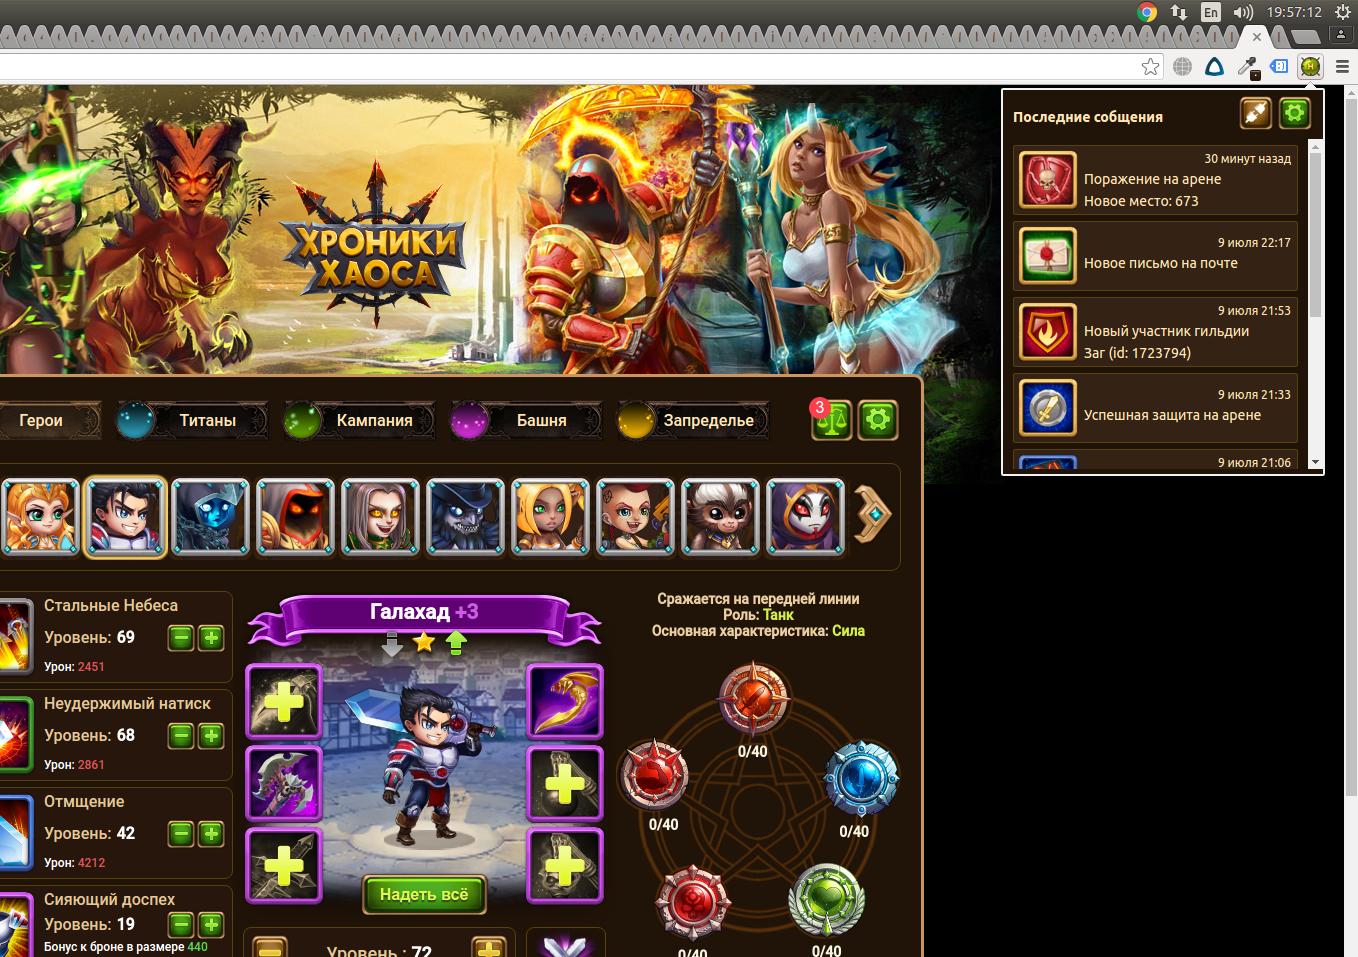 En
19:57:12
Последние собщения
30 минут назад
Поражение на арене
Новое место: 673
9 июля 22:17
Новое письмо на почте
9 июля 21:53
Новый участник гильдии
Заг (id: 1723794)
9 июля 21:33
Успешная защита на арене
9 июля 21:06
ХРОНИКИ
ХАОСА
Герои
Титаны
Кампания
Башня
Запределье
3
Стальные Небеса
Уровень: 69
Урон: 2451
Неудержимый натиск
Уровень: 68
Урон: 2861
Отмщение
Уровень: 42
Урон: 4212
Сияющий доспех
Уровень: 19
Бонус к броне в размере 440
Галахад +3
Надеть всё
Уровень : 72
Сражается на передней линии
Роль: Танк
Основная характеристика: Сила
0/40
0/40
0/40
0/40
0/40